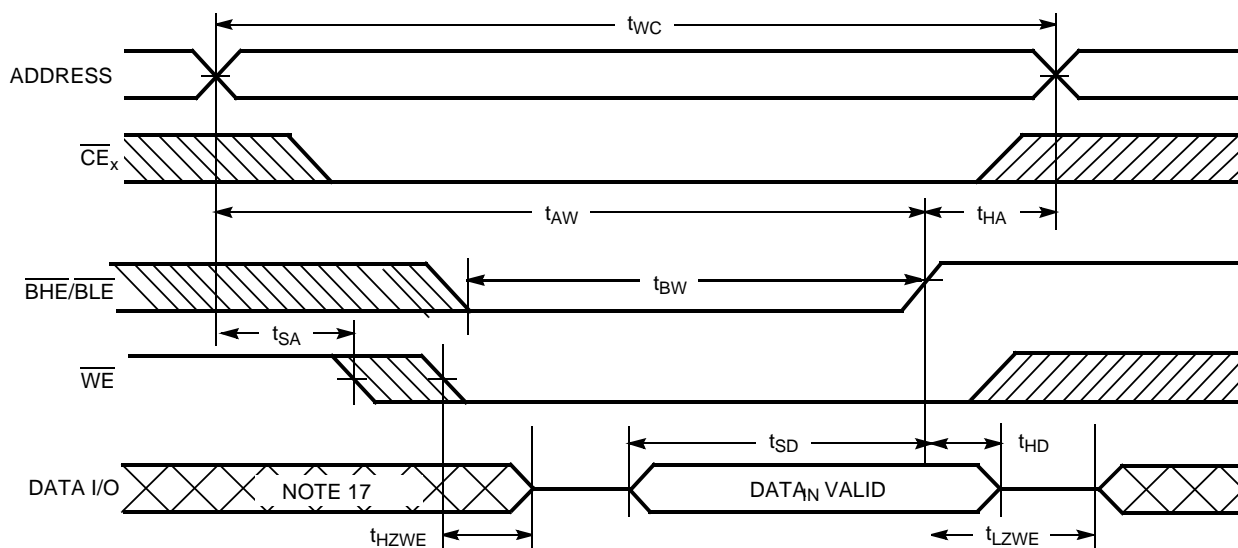 tWC
ADDRESS
CEx
tAW
tHA
BHE/BLE
tBW
tSA
WE
tSD
tHD
DATA I/O
NOTE 17
DATAIN VALID
tHZWE
tLZWE